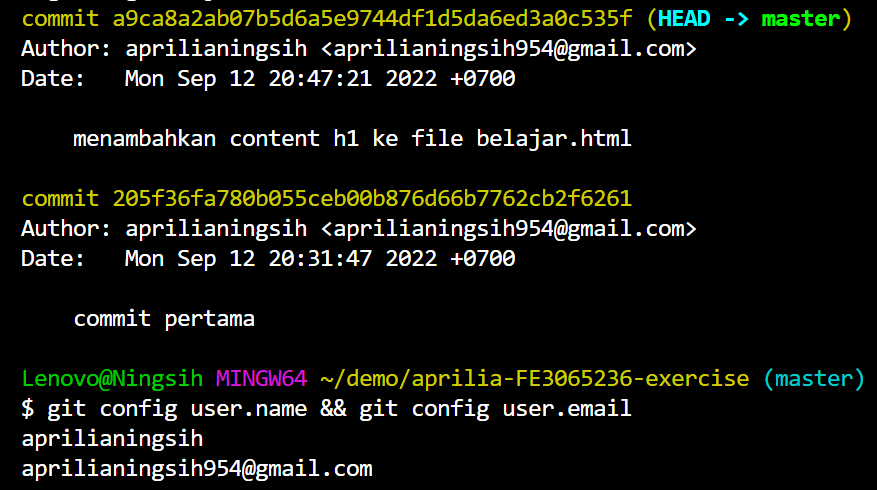 commit a9ca8a2ab07b5d6a5e9744df1d5da6ed3a0c535f (HEAD -> master)
Author: aprilianingsih <aprilianingsih954@gmail.com>
Date:   Mon Sep 12 20:47:21 2022 +0700
    menambahkan content h1 ke file belajar.html
commit 205f36fa780b055ceb00b876d66b7762cb2f6261
Author: aprilianingsih <aprilianingsih954@gmail.com>
Date:   Mon Sep 12 20:31:47 2022 +0700
    commit pertama
Lenovo@Ningsih MINGW64 ~/demo/aprilia-FE3065236-exercise (master)
$ git config user.name && git config user.email
aprilianingsih
aprilianingsih954@gmail.com